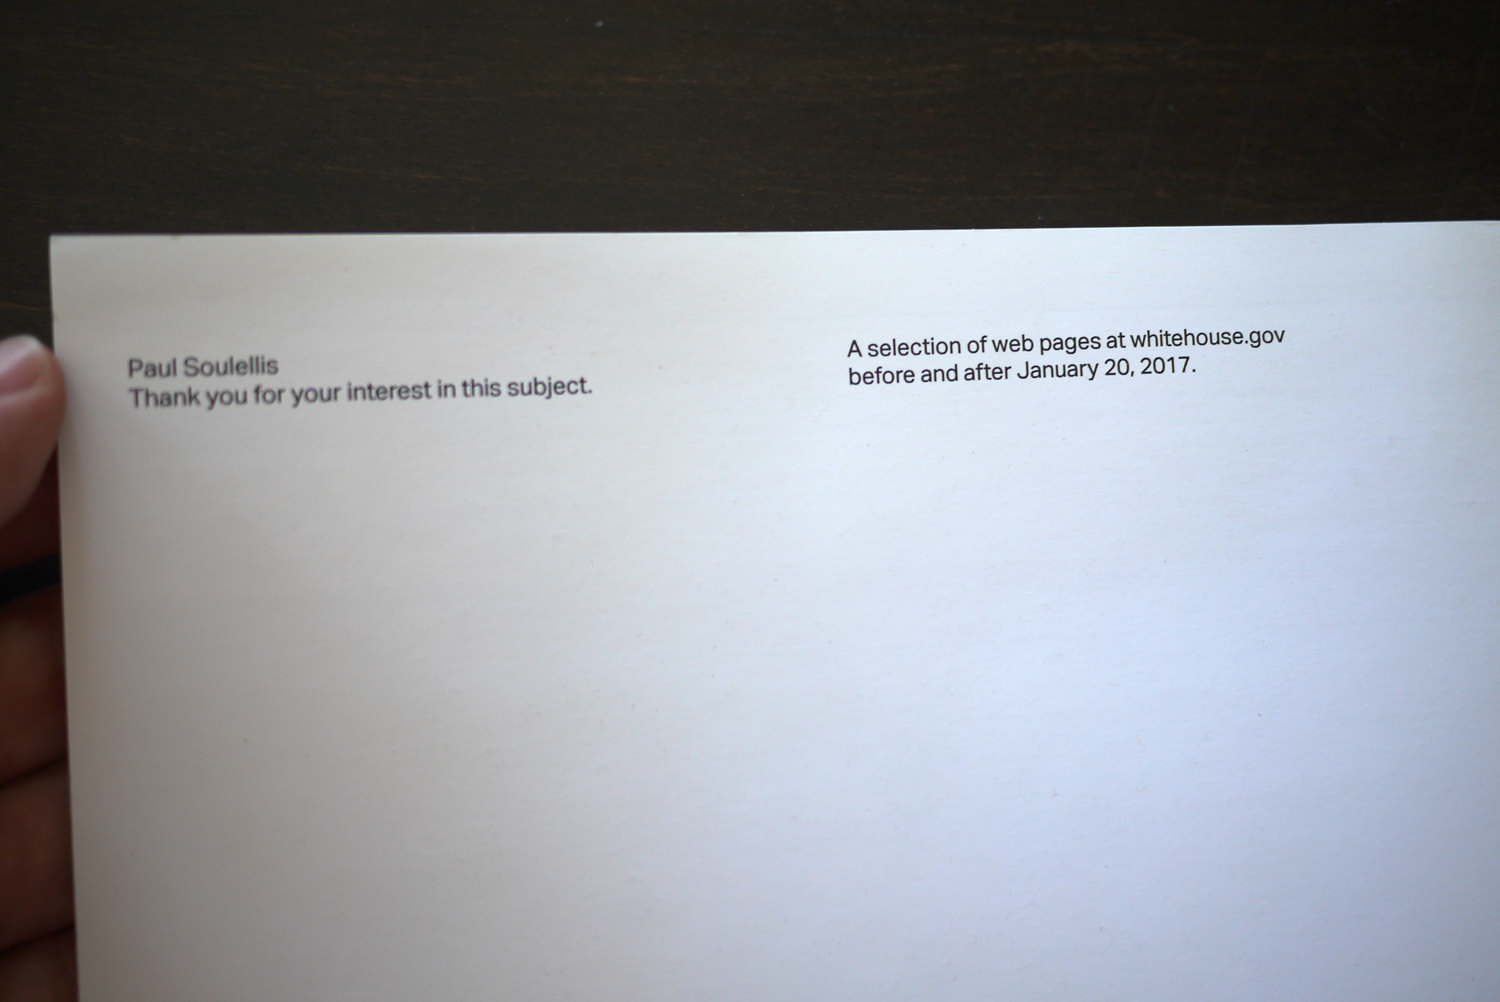 Paul Soulellis
Thank you for your interest in this subject.
A selection of web pages at whitehouse.gov
before and after January 20, 2017.